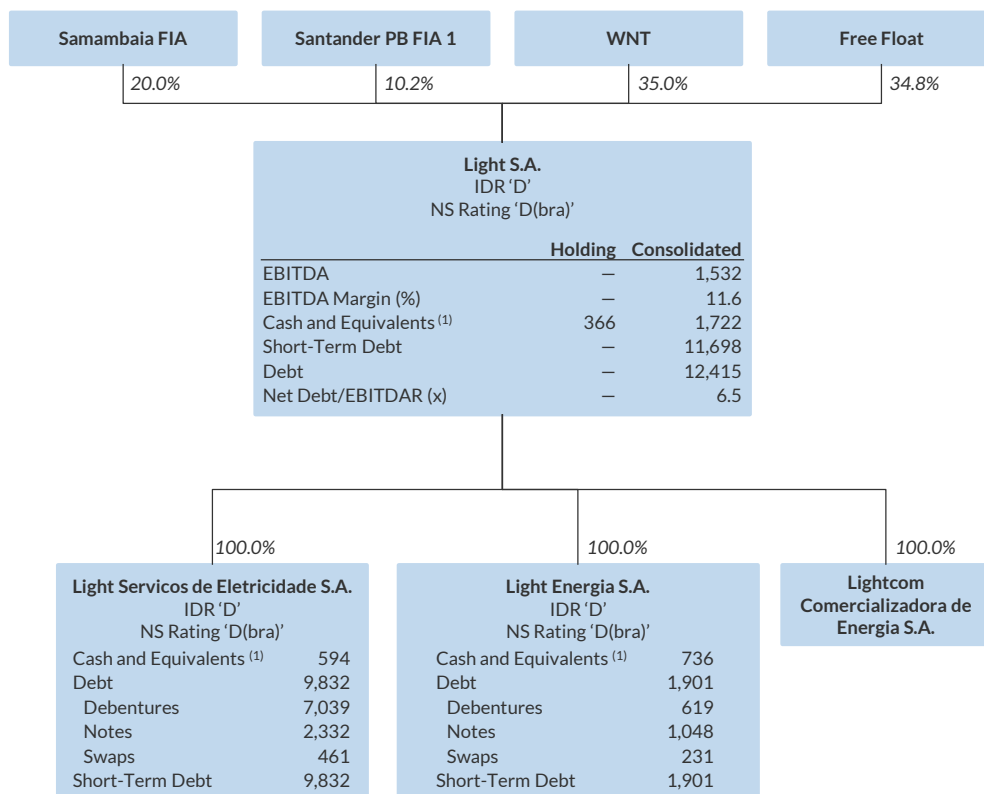 Samambaia FIA
Santander PB FIA 1
WNT
Free Float
20.0%
10.2%
35.0%
34.8%
Light S.A.
IDR ‘D’
NS Rating ‘D(bra)’
Holding Consolidated
EBITDA — 1,532
EBITDA Margin (%) — 11.6
Cash and Equivalents (1) 366 1,722
Short-Term Debt — 11,698
Debt — 12,415
Net Debt/EBITDAR (x) — 6.5
100.0%
100.0%
100.0%
Light Servicos de Eletricidade S.A.
IDR ‘D’
NS Rating ‘D(bra)’
Cash and Equivalents (1) 594
Debt 9,832
Debentures 7,039
Notes 2,332
Swaps 461
Short-Term Debt 9,832
Light Energia S.A.
IDR ‘D’
NS Rating ‘D(bra)’
Cash and Equivalents (1) 736
Debt 1,901
Debentures 619
Notes 1,048
Swaps 231
Short-Term Debt 1,901
Lightcom
Comercializadora de
Energia S.A.